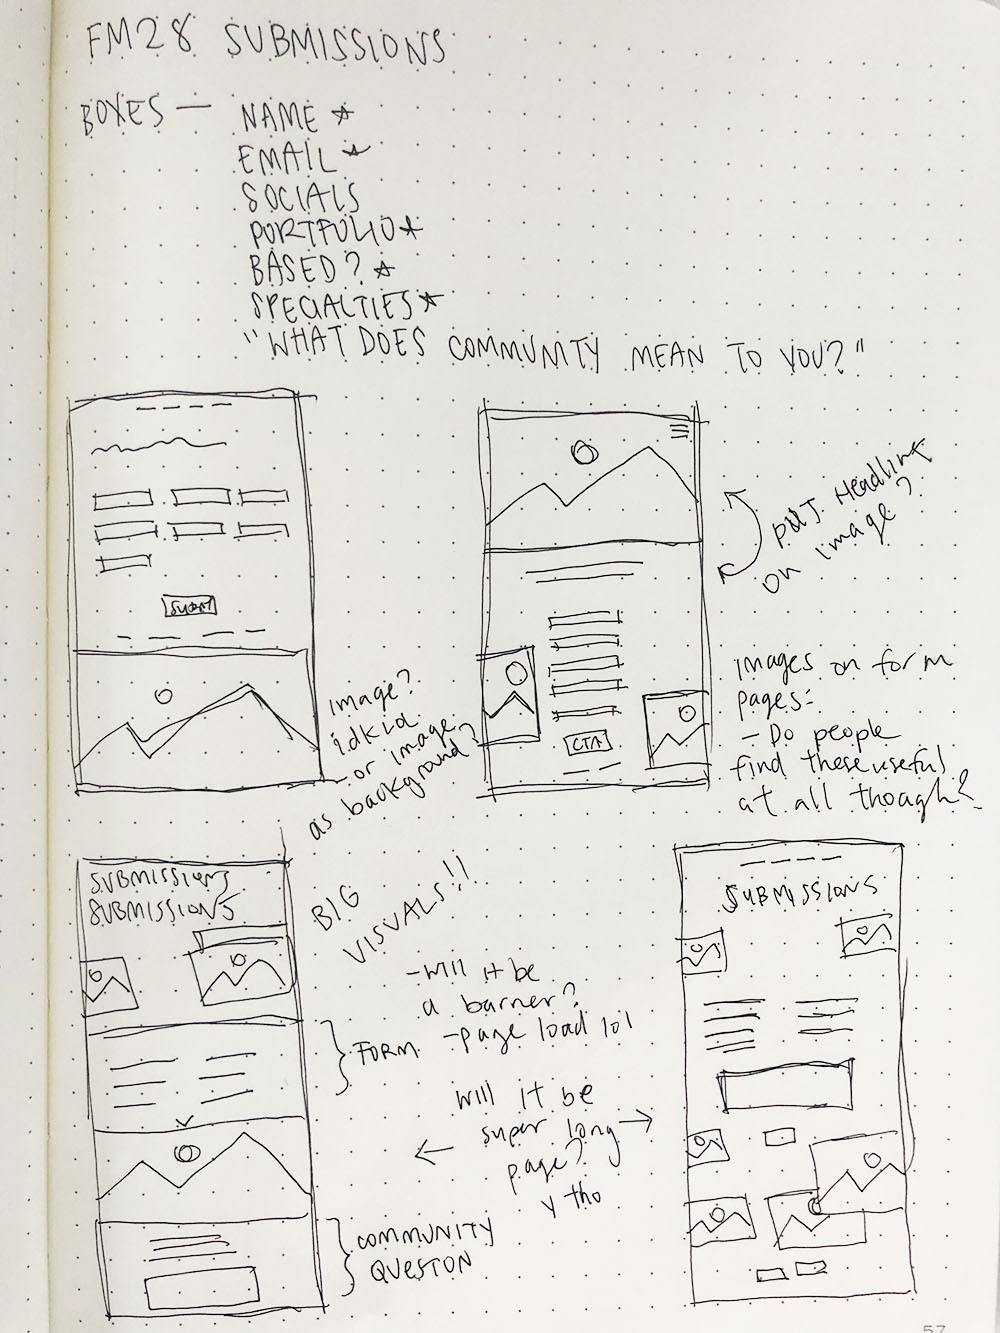 FM28 SUBMISSIONS
BOXES — NAME ★
EMAIL ★
SOCIALS
PORTFOLIO ★
BASED? ★
SPECIALTIES ★
"WHAT DOES COMMUNITY MEAN TO YOU?"
SUBMIT
image?
idk id
- or image
as background?
CTA
PUT Headline
on image?
images on form
pages:
- Do people
find these useful
at all though?
SUBMISSIONS
SUBMISSIONS
BIG
VISUALS!!
- will it be
a banner?
- page load lol
FORM
will it be
super long
page?
y tho
COMMUNITY
QUESTON
SUBMISSIONS
57